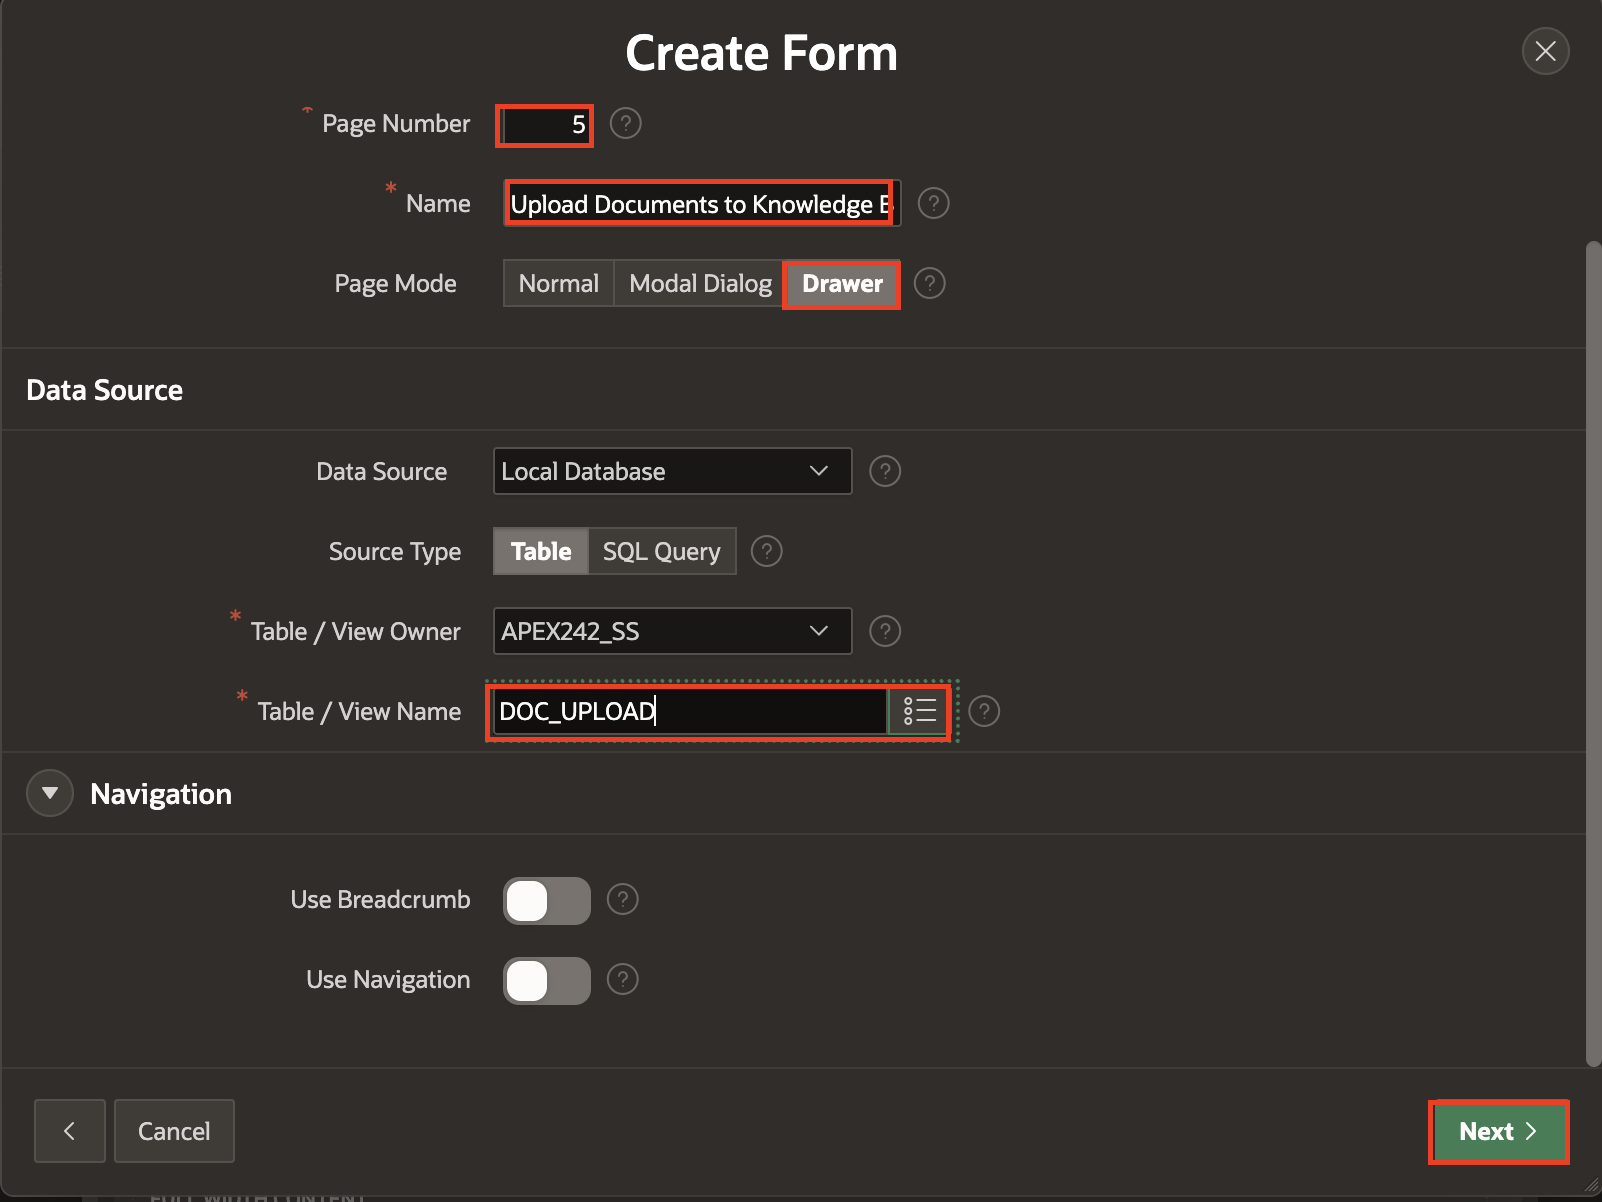 Create Form
* Page Number 5 ?
* Name Upload Documents to Knowledge ?
Page Mode Normal Modal Dialog Drawer ?
Data Source
Data Source Local Database ?
Source Type Table SQL Query ?
* Table / View Owner APEX242_SS ?
* Table / View Name DOC_UPLOAD ?
Navigation
Use Breadcrumb ?
Use Navigation ?
Cancel Next